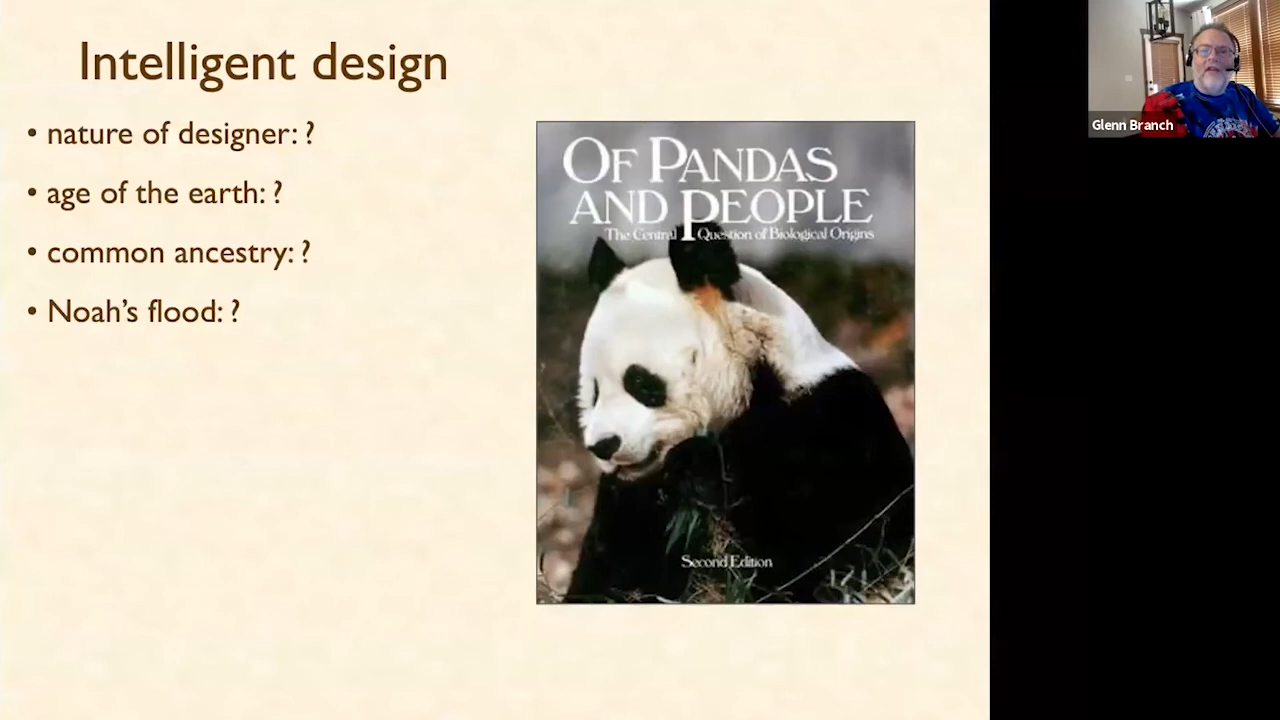 Intelligent design
• nature of designer: ?
• age of the earth: ?
• common ancestry: ?
• Noah’s flood: ?
OF PANDAS
AND PEOPLE
The Central Question of Biological Origins
Second Edition
Glenn Branch